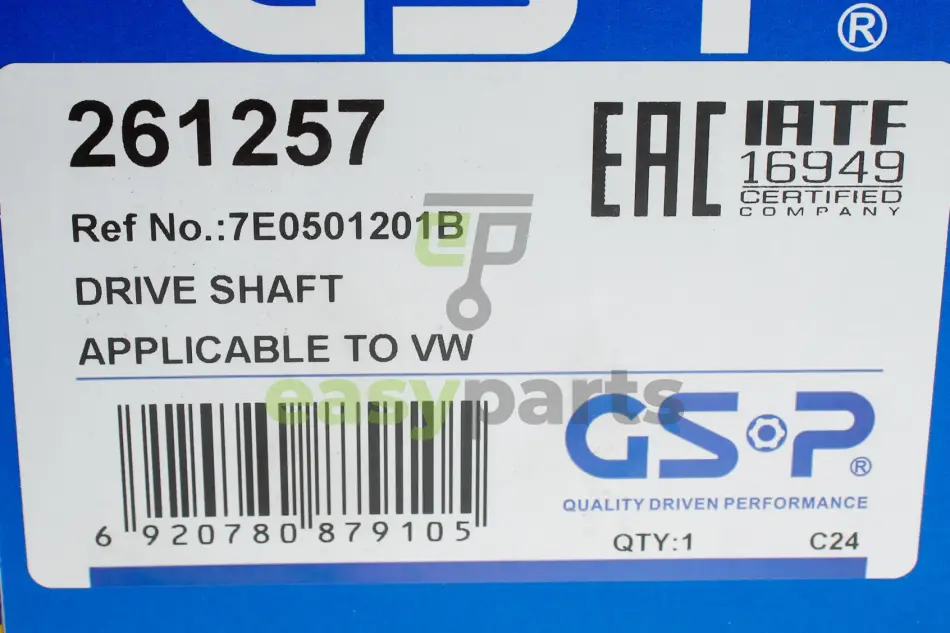 GSP®
261257
EAC
IATF
16949
CERTIFIED
COMPANY
Ref No.:7E0501201B
DRIVE SHAFT
APPLICABLE TO VW
easyparts
GSP®
QUALITY DRIVEN PERFORMANCE
6 920780 879105
QTY:1
C24